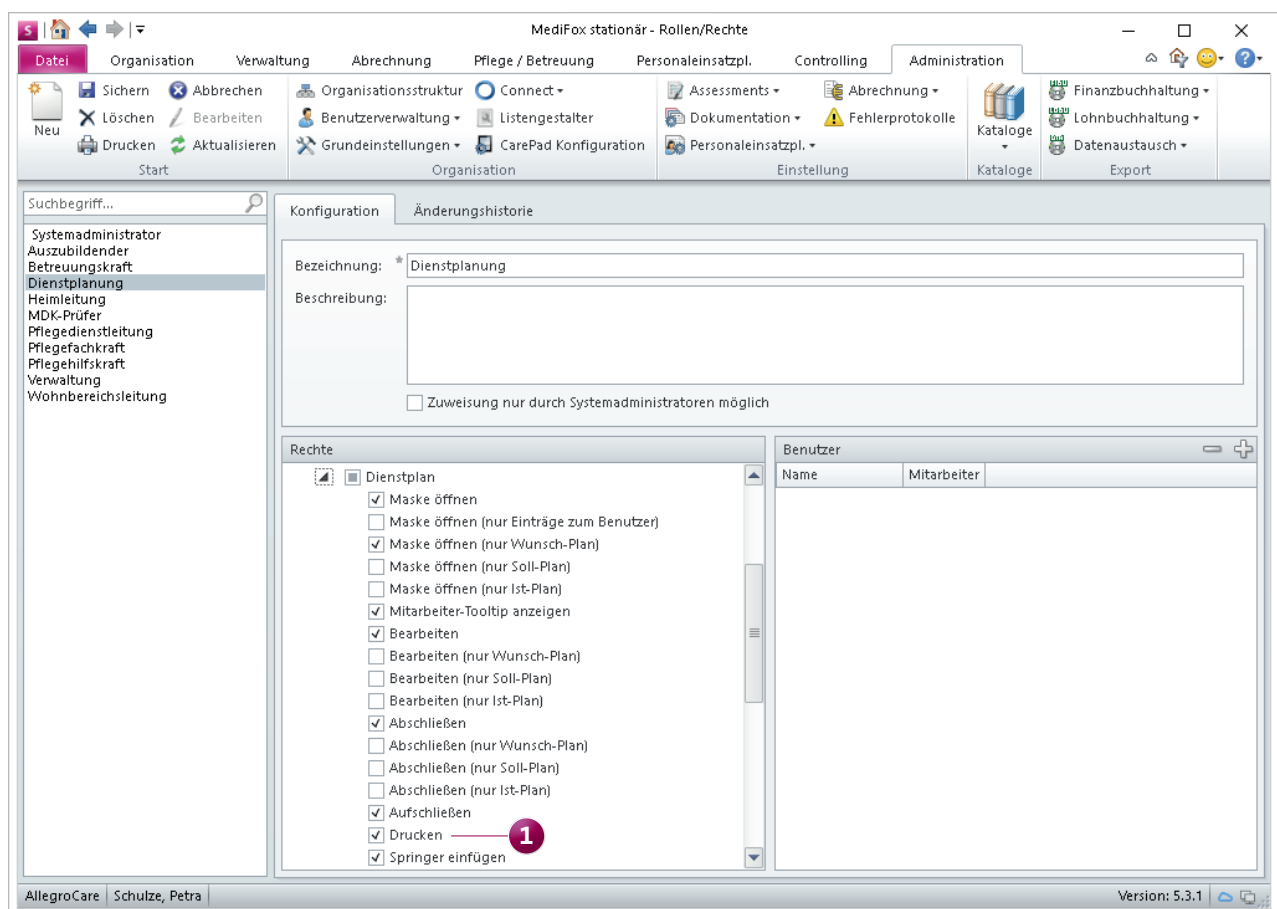 S
MediFox stationär - Rollen/Rechte
Datei Organisation Verwaltung Abrechnung Pflege / Betreuung Personaleinsatzpl. Controlling Administration
Neu
Sichern Abbrechen
Löschen Bearbeiten
Drucken Aktualisieren
Start
Organisationsstruktur Connect
Benutzerverwaltung Listengestalter
Grundeinstellungen CarePad Konfiguration
Organisation
Assessments Abrechnung
Dokumentation Fehlerprotokolle
Personaleinsatzpl.
Einstellung
Kataloge
Kataloge
Finanzbuchhaltung
Lohnbuchhaltung
Datenaustausch
Export
Suchbegriff...
Systemadministrator
Auszubildender
Betreuungskraft
Dienstplanung
Heimleitung
MDK-Prüfer
Pflegedienstleitung
Pflegefachkraft
Pflegehilfskraft
Verwaltung
Wohnbereichsleitung
Konfiguration Änderungshistorie
Bezeichnung: * Dienstplanung
Beschreibung:
Zuweisung nur durch Systemadministratoren möglich
Rechte
Dienstplan
Maske öffnen
Maske öffnen (nur Einträge zum Benutzer)
Maske öffnen (nur Wunsch-Plan)
Maske öffnen (nur Soll-Plan)
Maske öffnen (nur Ist-Plan)
Mitarbeiter-Tooltip anzeigen
Bearbeiten
Bearbeiten (nur Wunsch-Plan)
Bearbeiten (nur Soll-Plan)
Bearbeiten (nur Ist-Plan)
Abschließen
Abschließen (nur Wunsch-Plan)
Abschließen (nur Soll-Plan)
Abschließen (nur Ist-Plan)
Aufschließen
Drucken 1
Springer einfügen
Benutzer
Name Mitarbeiter
AllegroCare Schulze, Petra Version: 5.3.1